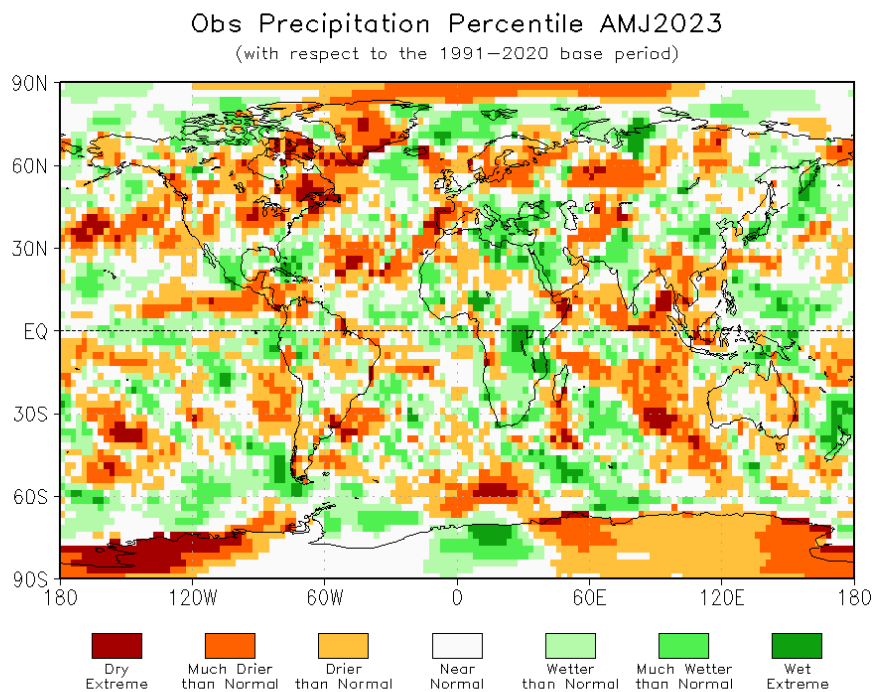 Obs Precipitation Percentile AMJ2023
(with respect to the 1991–2020 base period)
90N
60N
30N
EQ
30S
60S
90S
180 120W 60W 0 60E 120E 180
Dry Extreme
Much Drier than Normal
Drier than Normal
Near Normal
Wetter than Normal
Much Wetter than Normal
Wet Extreme